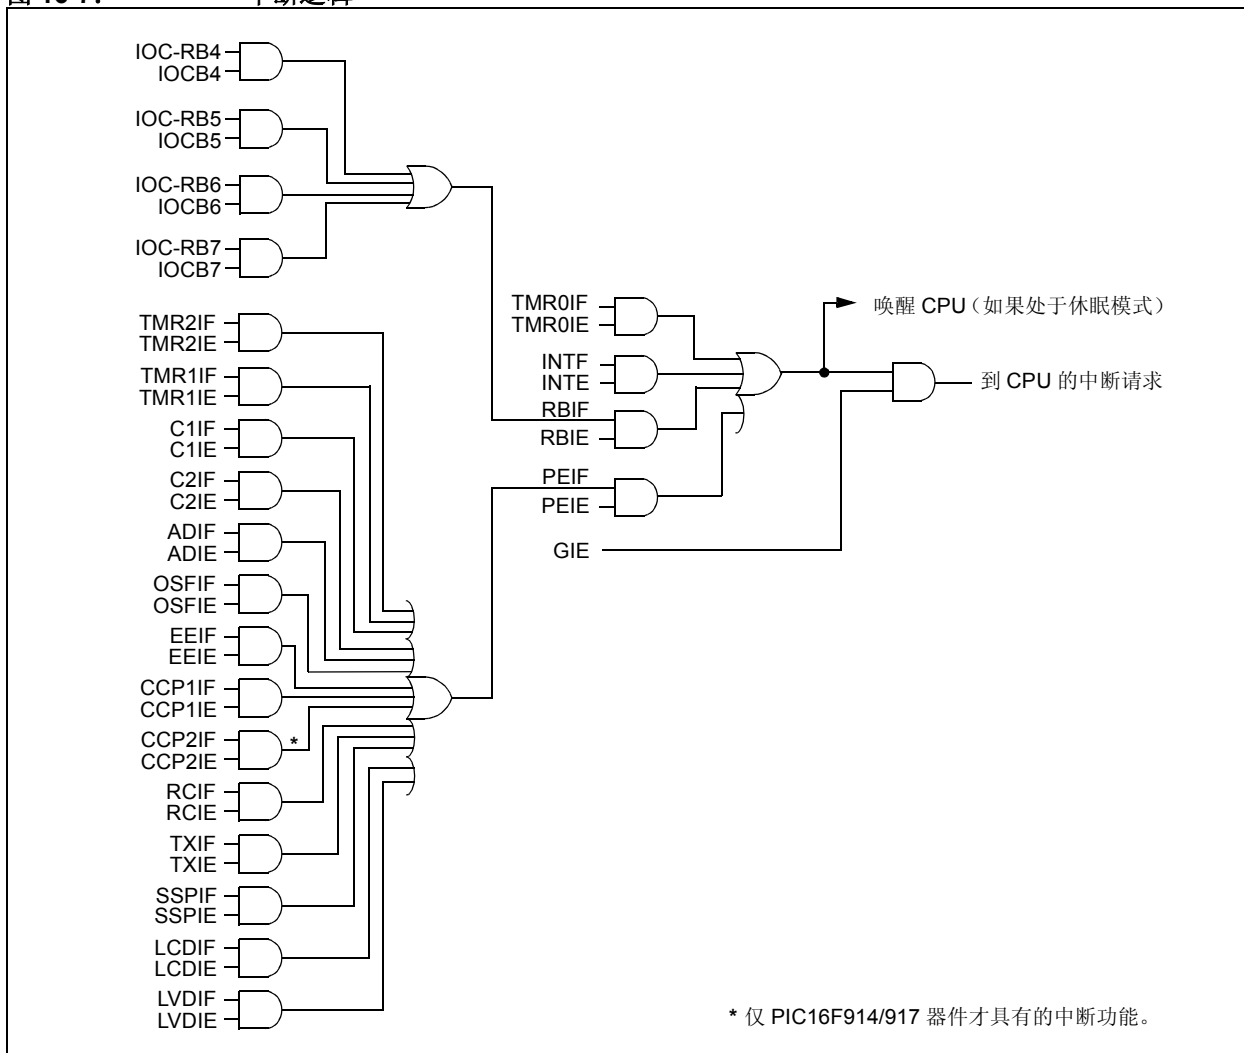 IOC-RB4
IOCB4
IOC-RB5
IOCB5
IOC-RB6
IOCB6
IOC-RB7
IOCB7
TMR2IF
TMR2IE
TMR1IF
TMR1IE
C1IF
C1IE
C2IF
C2IE
ADIF
ADIE
OSFIF
OSFIE
EEIF
EEIE
CCP1IF
CCP1IE
CCP2IF
*
CCP2IE
RCIF
RCIE
TXIF
TXIE
SSPIF
SSPIE
LCDIF
LCDIE
LVDIF
LVDIE
TMR0IF
TMR0IE
INTF
INTE
RBIF
RBIE
PEIF
PEIE
GIE
唤醒 CPU（如果处于休眠模式）
到 CPU 的中断请求
* 仅 PIC16F914/917 器件才具有的中断功能。